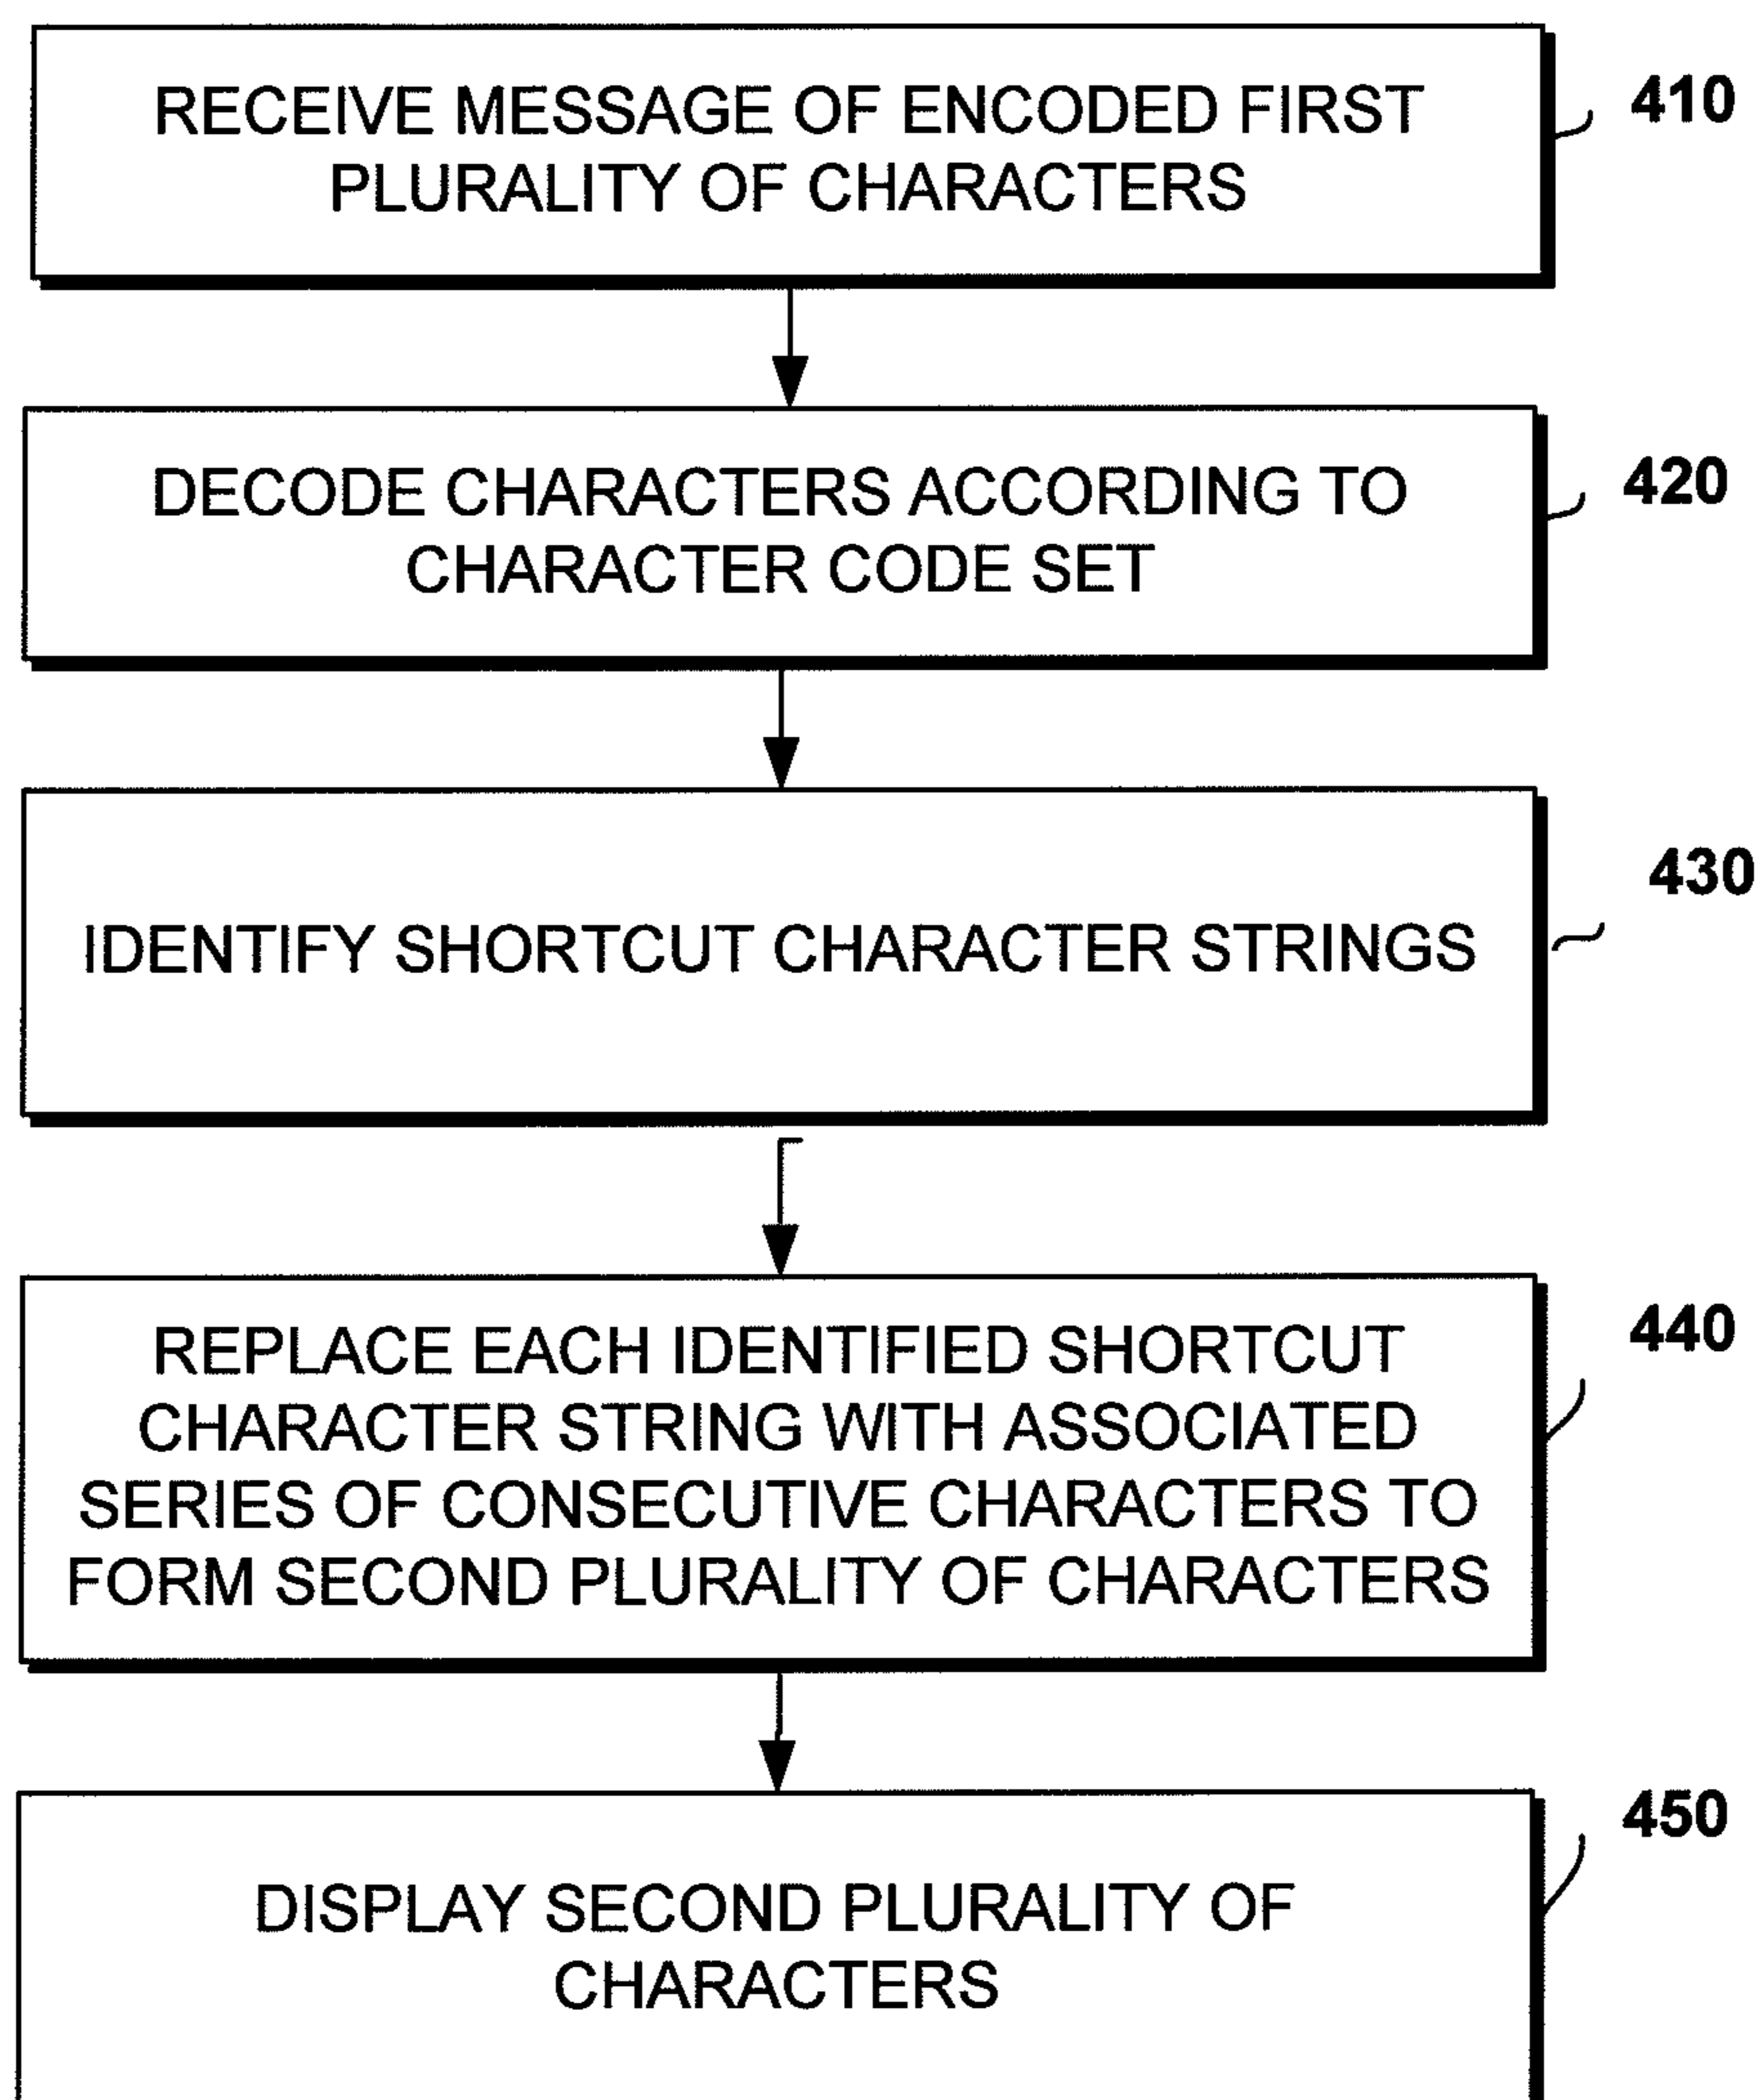 RECEIVE MESSAGE OF ENCODED FIRST
PLURALITY OF CHARACTERS
410
DECODE CHARACTERS ACCORDING TO
CHARACTER CODE SET
420
IDENTIFY SHORTCUT CHARACTER STRINGS
430
REPLACE EACH IDENTIFIED SHORTCUT
CHARACTER STRING WITH ASSOCIATED
SERIES OF CONSECUTIVE CHARACTERS TO
FORM SECOND PLURALITY OF CHARACTERS
440
DISPLAY SECOND PLURALITY OF
CHARACTERS
450